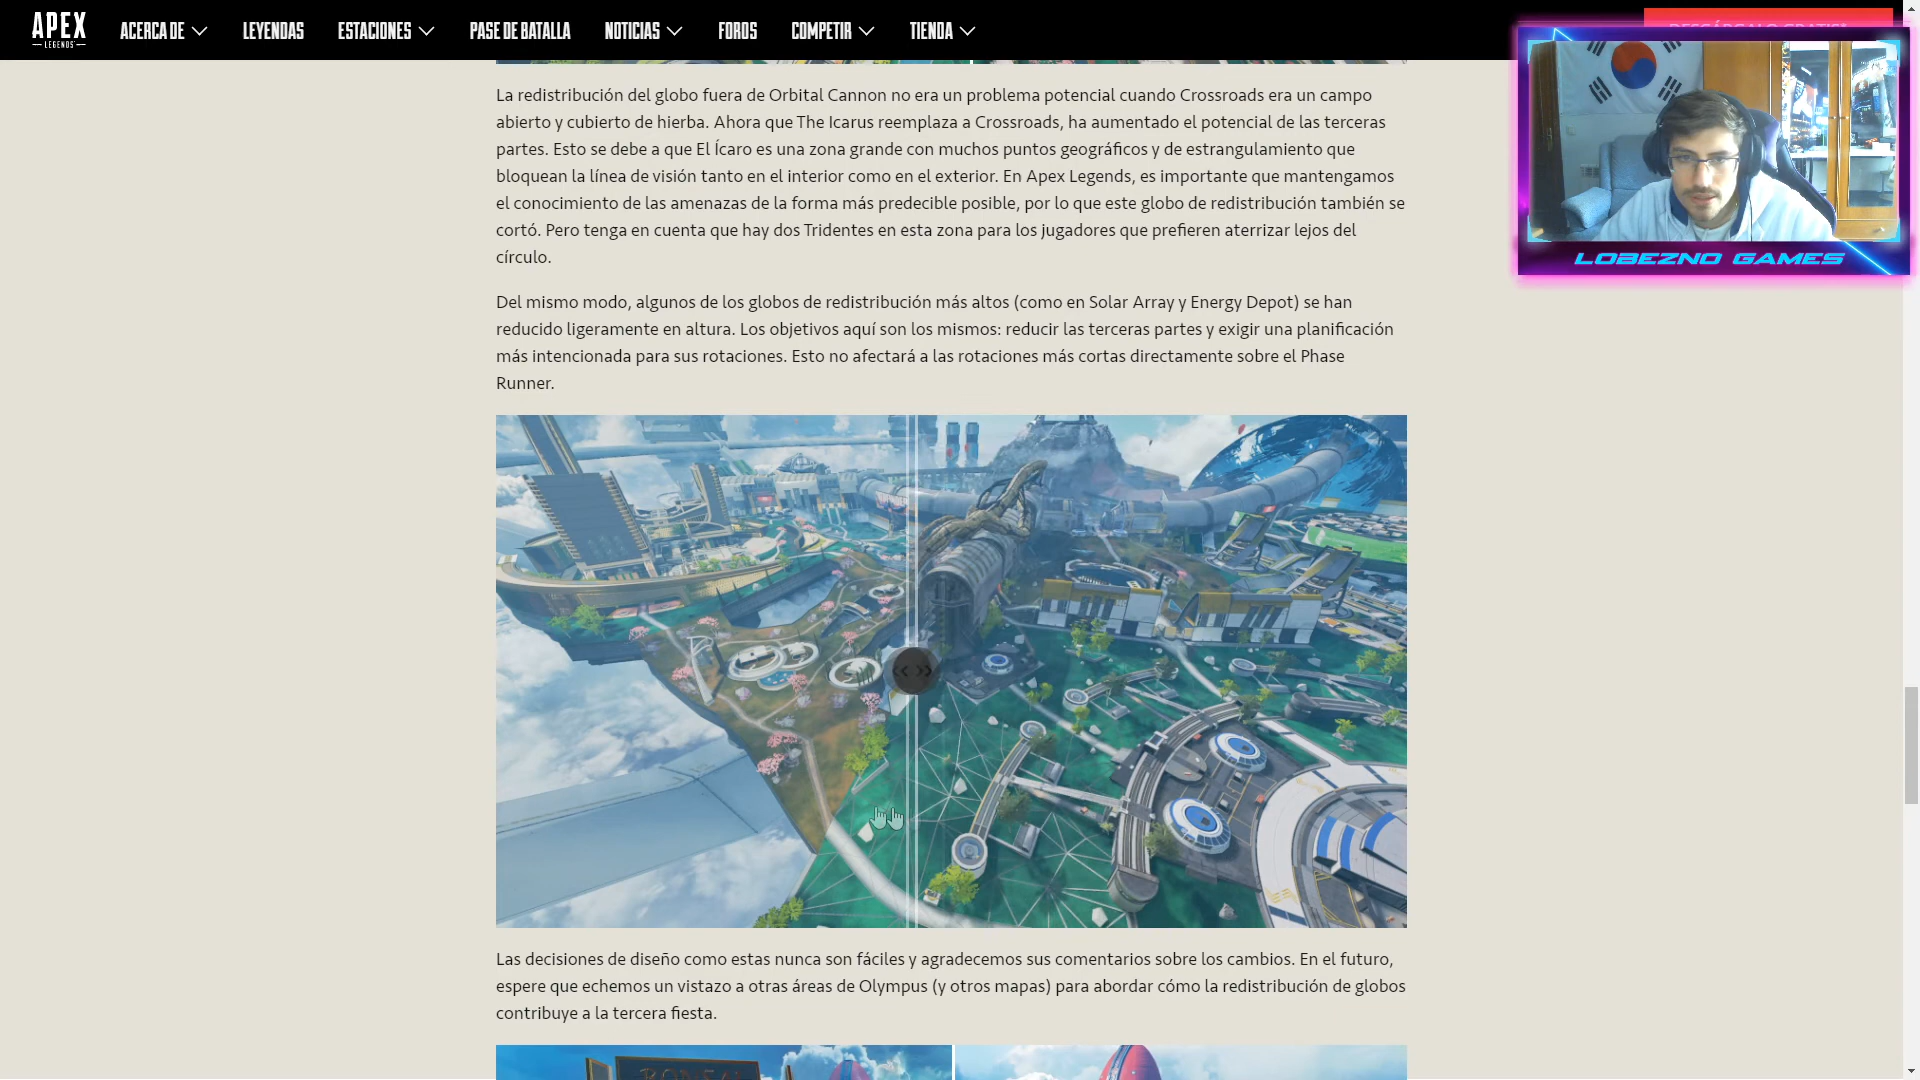 APEX
LEGENDS
ACERCA DE
LEYENDAS
ESTACIONES
PASE DE BATALLA
NOTICIAS
FOROS
COMPETIR
TIENDA
LOBEZNO GAMES
La redistribución del globo fuera de Orbital Cannon no era un problema potencial cuando Crossroads era un campo
abierto y cubierto de hierba. Ahora que The Icarus reemplaza a Crossroads, ha aumentado el potencial de las terceras
partes. Esto se debe a que El Ícaro es una zona grande con muchos puntos geográficos y de estrangulamiento que
bloquean la línea de visión tanto en el interior como en el exterior. En Apex Legends, es importante que mantengamos
el conocimiento de las amenazas de la forma más predecible posible, por lo que este globo de redistribución también se
cortó. Pero tenga en cuenta que hay dos Tridentes en esta zona para los jugadores que prefieren aterrizar lejos del
círculo.
Del mismo modo, algunos de los globos de redistribución más altos (como en Solar Array y Energy Depot) se han
reducido ligeramente en altura. Los objetivos aquí son los mismos: reducir las terceras partes y exigir una planificación
más intencionada para sus rotaciones. Esto no afectará a las rotaciones más cortas directamente sobre el Phase
Runner.
Las decisiones de diseño como estas nunca son fáciles y agradecemos sus comentarios sobre los cambios. En el futuro,
espere que echemos un vistazo a otras áreas de Olympus (y otros mapas) para abordar cómo la redistribución de globos
contribuye a la tercera fiesta.